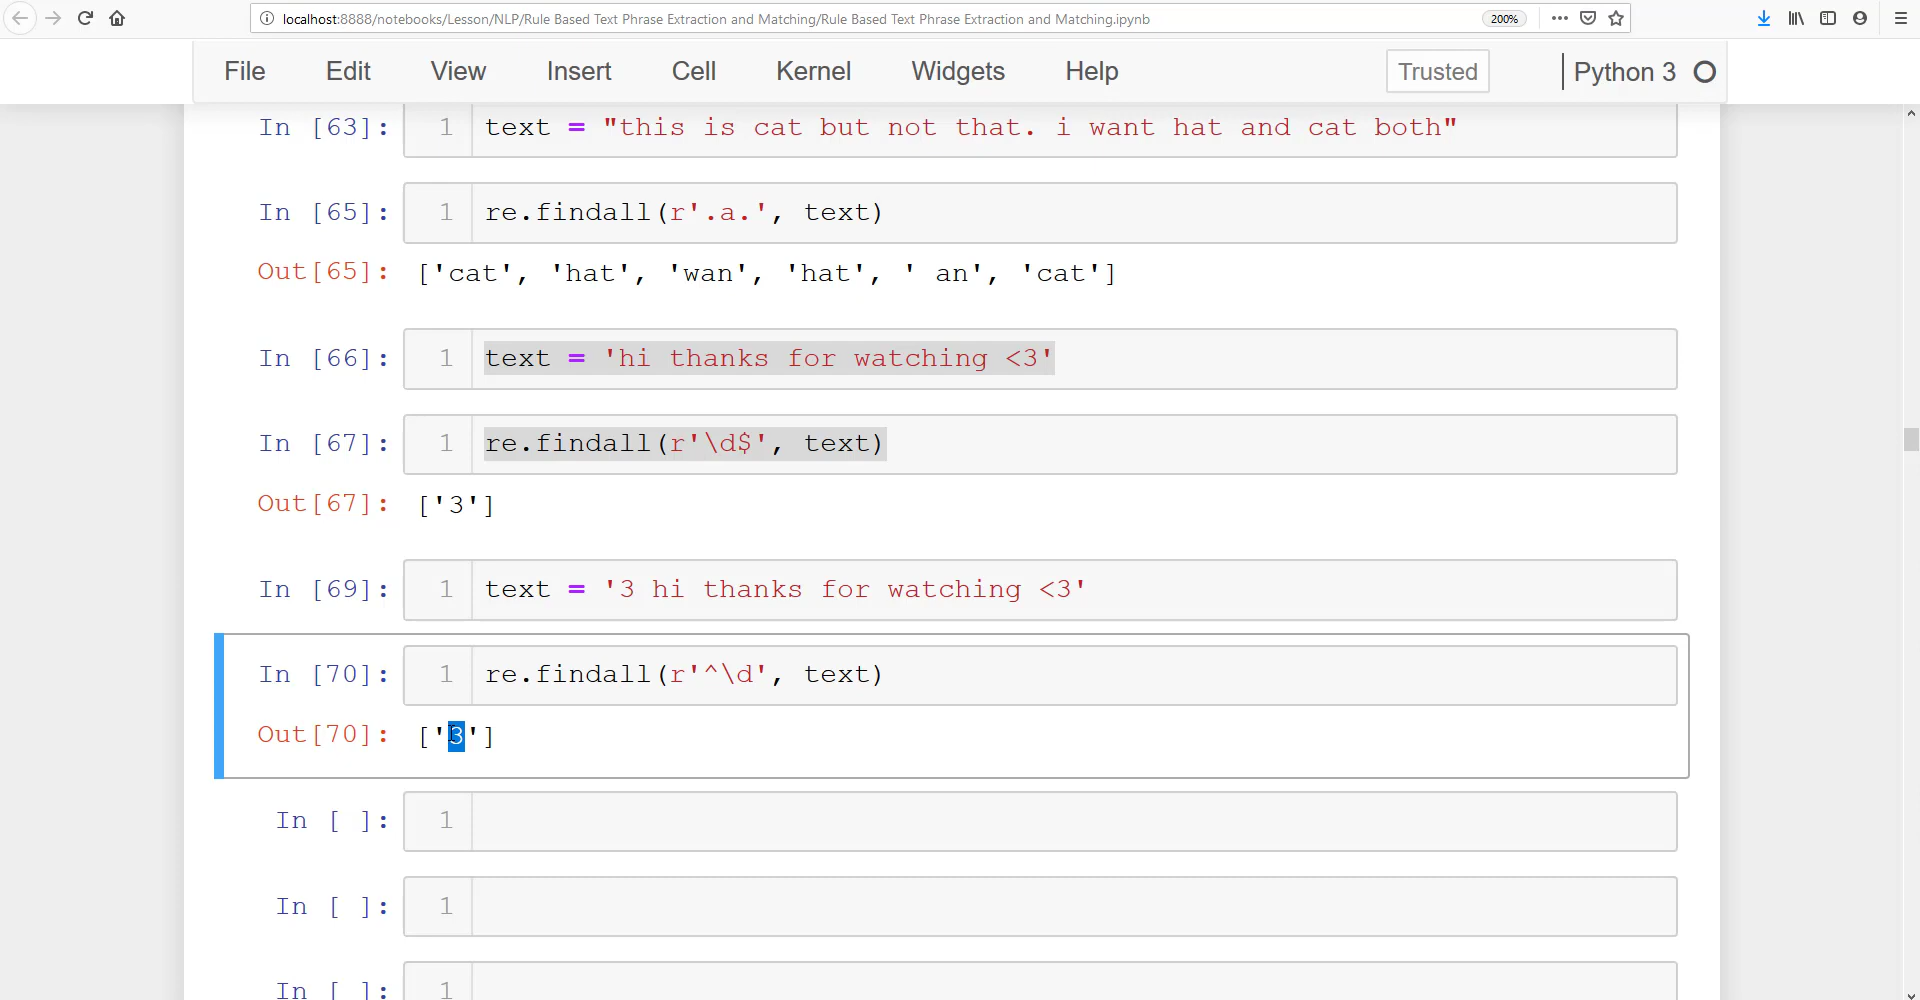 localhost:8888/notebooks/Lesson/NLP/Rule Based Text Phrase Extraction and Matching/Rule Based Text Phrase Extraction and Matching.ipynb 200%
File Edit View Insert Cell Kernel Widgets Help Trusted Python 3
In [63]: 1 text = "this is cat but not that. i want hat and cat both"
In [65]: 1 re.findall(r'.a.', text)
Out[65]: ['cat', 'hat', 'wan', 'hat', ' an', 'cat']
In [66]: 1 text = 'hi thanks for watching <3'
In [67]: 1 re.findall(r'\d$', text)
Out[67]: ['3']
In [69]: 1 text = '3 hi thanks for watching <3'
In [70]: 1 re.findall(r'^\d', text)
Out[70]: ['3']
In [ ]: 1
In [ ]: 1
In [ ]: 1